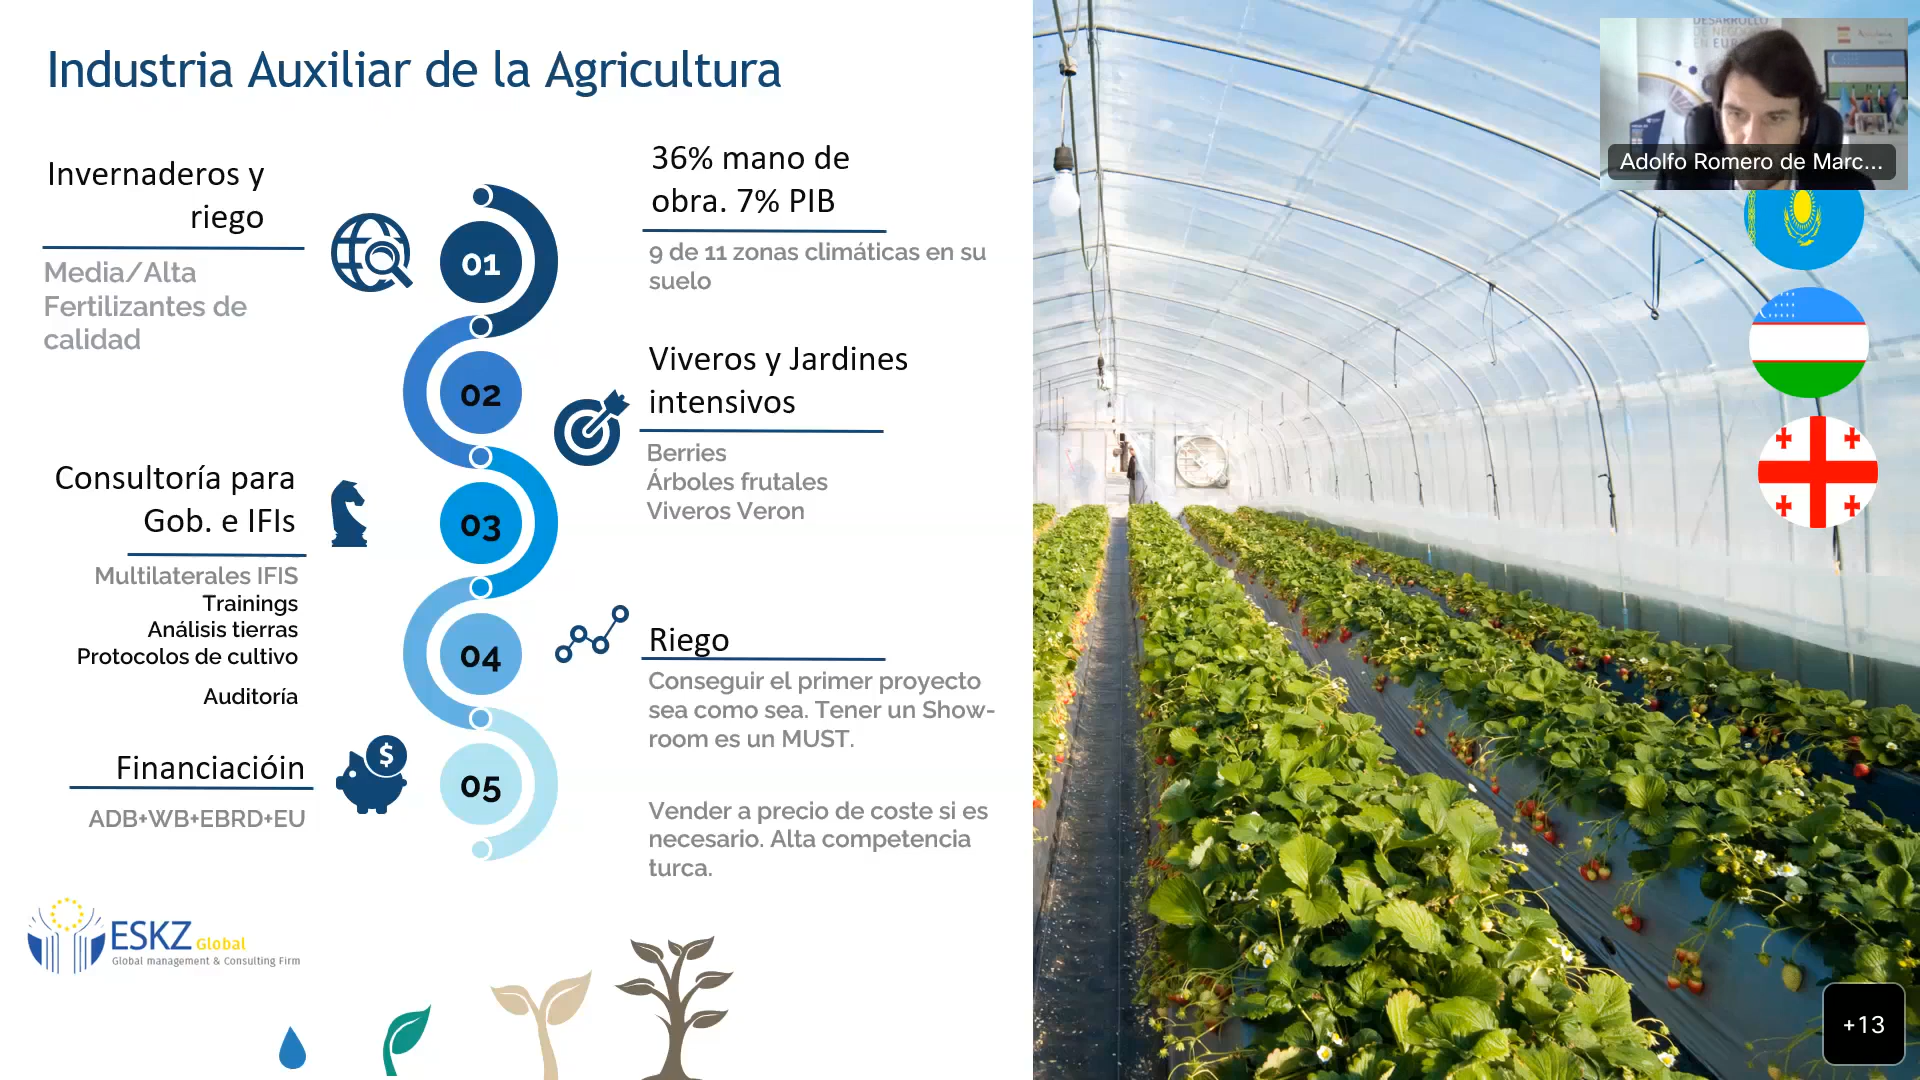 Industria Auxiliar de la Agricultura
Invernaderos y
riego
Media/Alta
Fertilizantes de
calidad
36% mano de
obra. 7% PIB
9 de 11 zonas climáticas en su
suelo
01
02
03
04
05
Viveros y Jardines
intensivos
Berries
Árboles frutales
Viveros Veron
Consultoría para
Gob. e IFIs
Multilaterales IFIS
Trainings
Análisis tierras
Protocolos de cultivo
Auditoría
Riego
Conseguir el primer proyecto
sea como sea. Tener un Show-
room es un MUST.
Vender a precio de coste si es
necesario. Alta competencia
turca.
Financiacióin
$
ADB+WB+EBRD+EU
ESKZ Global
Global management & Consulting Firm
DESARROLLO
DE NEGOCIOS
Adolfo Romero de Marc...
+13